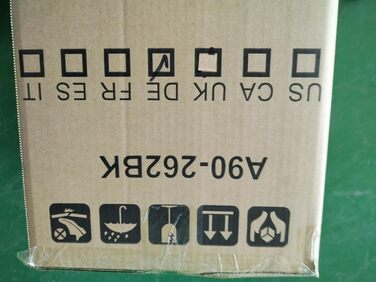 A90-262BK
US CA UK DE FR ES IT